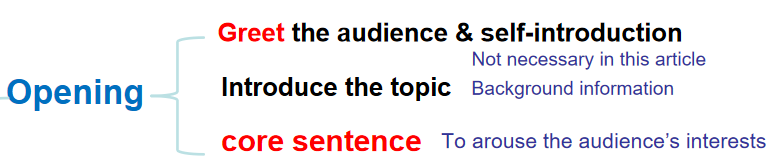 Greet the audience & self-introduction
Not necessary in this article
Opening
Introduce the topic
Background information
core sentence
To arouse the audience's interests